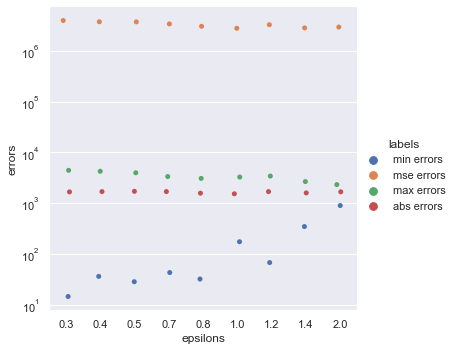 10^6
10^5
10^4
10^3
10^2
10^1
errors
0.3 0.4 0.5 0.7 0.8 1.0 1.2 1.4 2.0
epsilons
labels
min errors
mse errors
max errors
abs errors